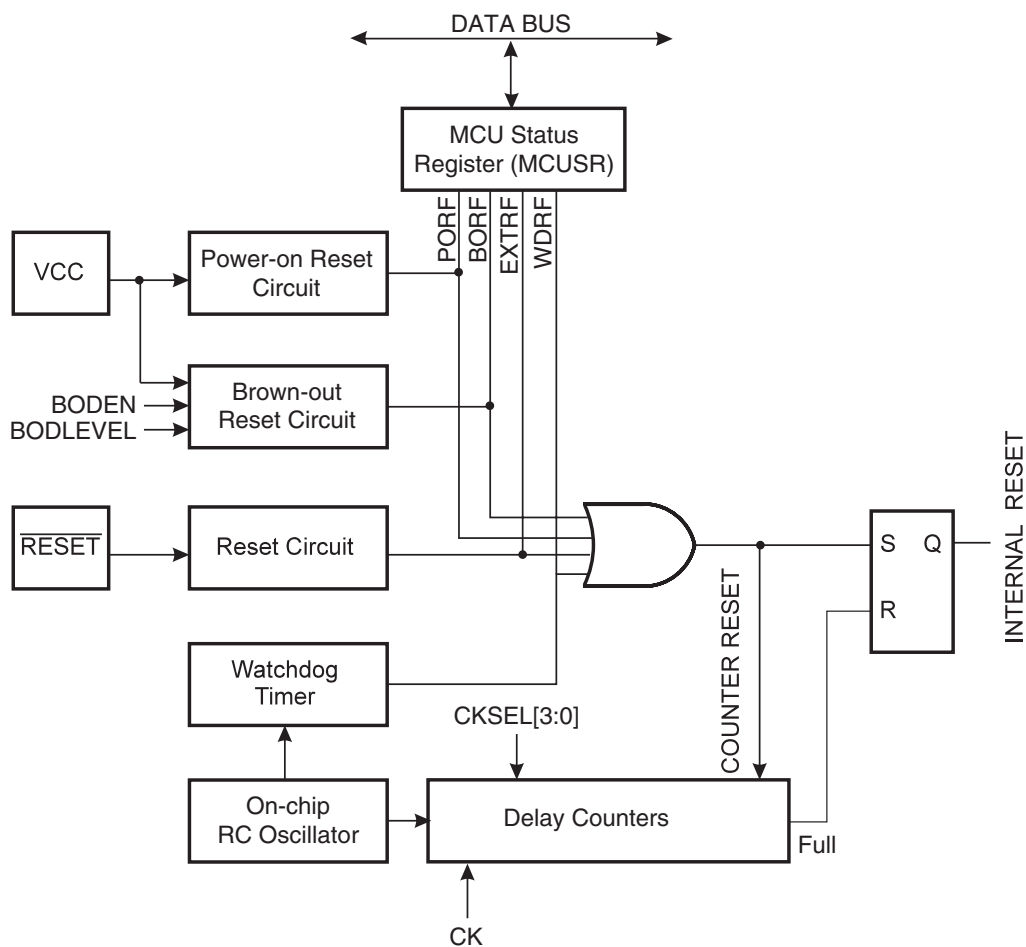 DATA BUS
MCU Status
Register (MCUSR)
PORF
BORF
EXTRF
WDRF
VCC
Power-on Reset
Circuit
BODEN
BODLEVEL
Brown-out
Reset Circuit
RESET
Reset Circuit
S
Q
R
INTERNAL RESET
COUNTER RESET
Watchdog
Timer
CKSEL[3:0]
On-chip
RC Oscillator
Delay Counters
Full
CK